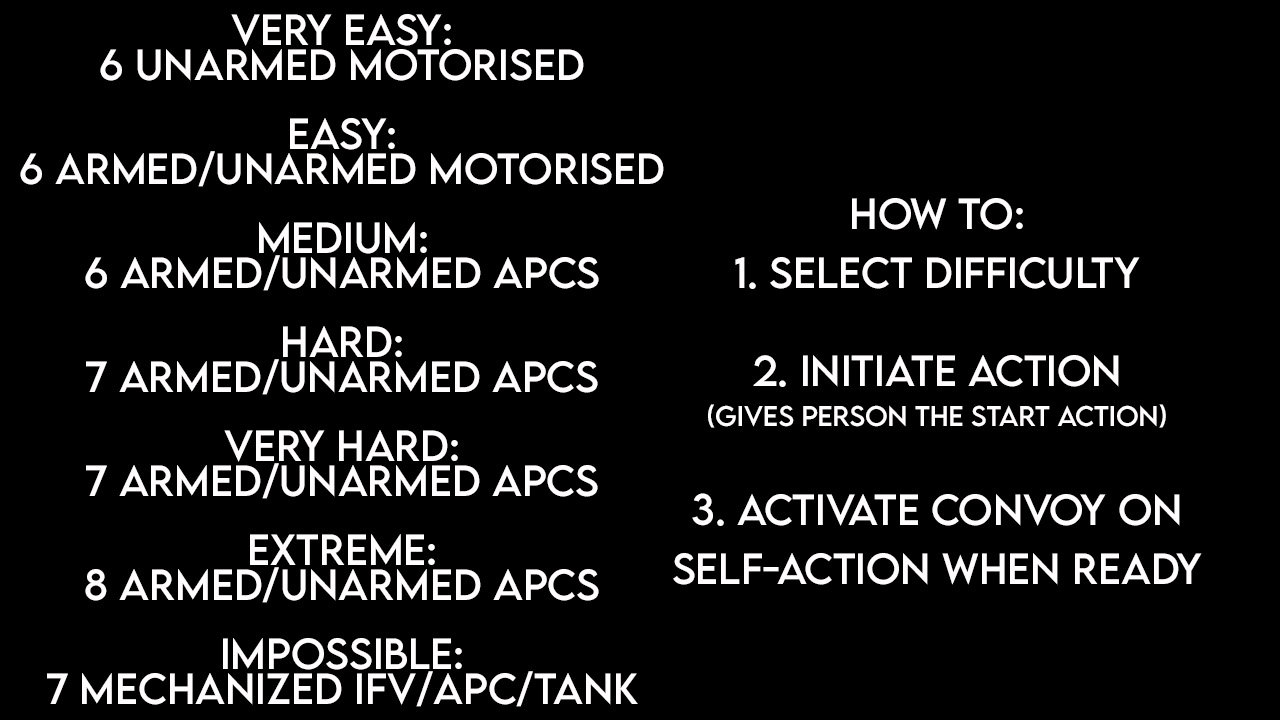 VERY EASY:
6 UNARMED MOTORISED
EASY:
6 ARMED/UNARMED MOTORISED
MEDIUM:
6 ARMED/UNARMED APCS
HARD:
7 ARMED/UNARMED APCS
VERY HARD:
7 ARMED/UNARMED APCS
EXTREME:
8 ARMED/UNARMED APCS
IMPOSSIBLE:
7 MECHANIZED IFV/APC/TANK
HOW TO:
1. SELECT DIFFICULTY
2. INITIATE ACTION
(GIVES PERSON THE START ACTION)
3. ACTIVATE CONVOY ON
SELF-ACTION WHEN READY